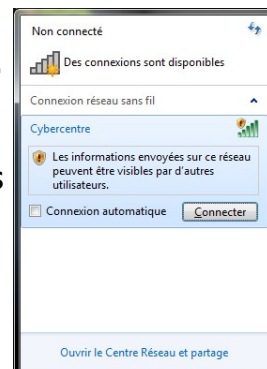 Non connecté
Des connexions sont disponibles
Connexion réseau sans fil
Cybercentre
Les informations envoyées sur ce réseau
peuvent être visibles par d'autres
utilisateurs.
Connexion automatique
Connecter
Ouvrir le Centre Réseau et partage